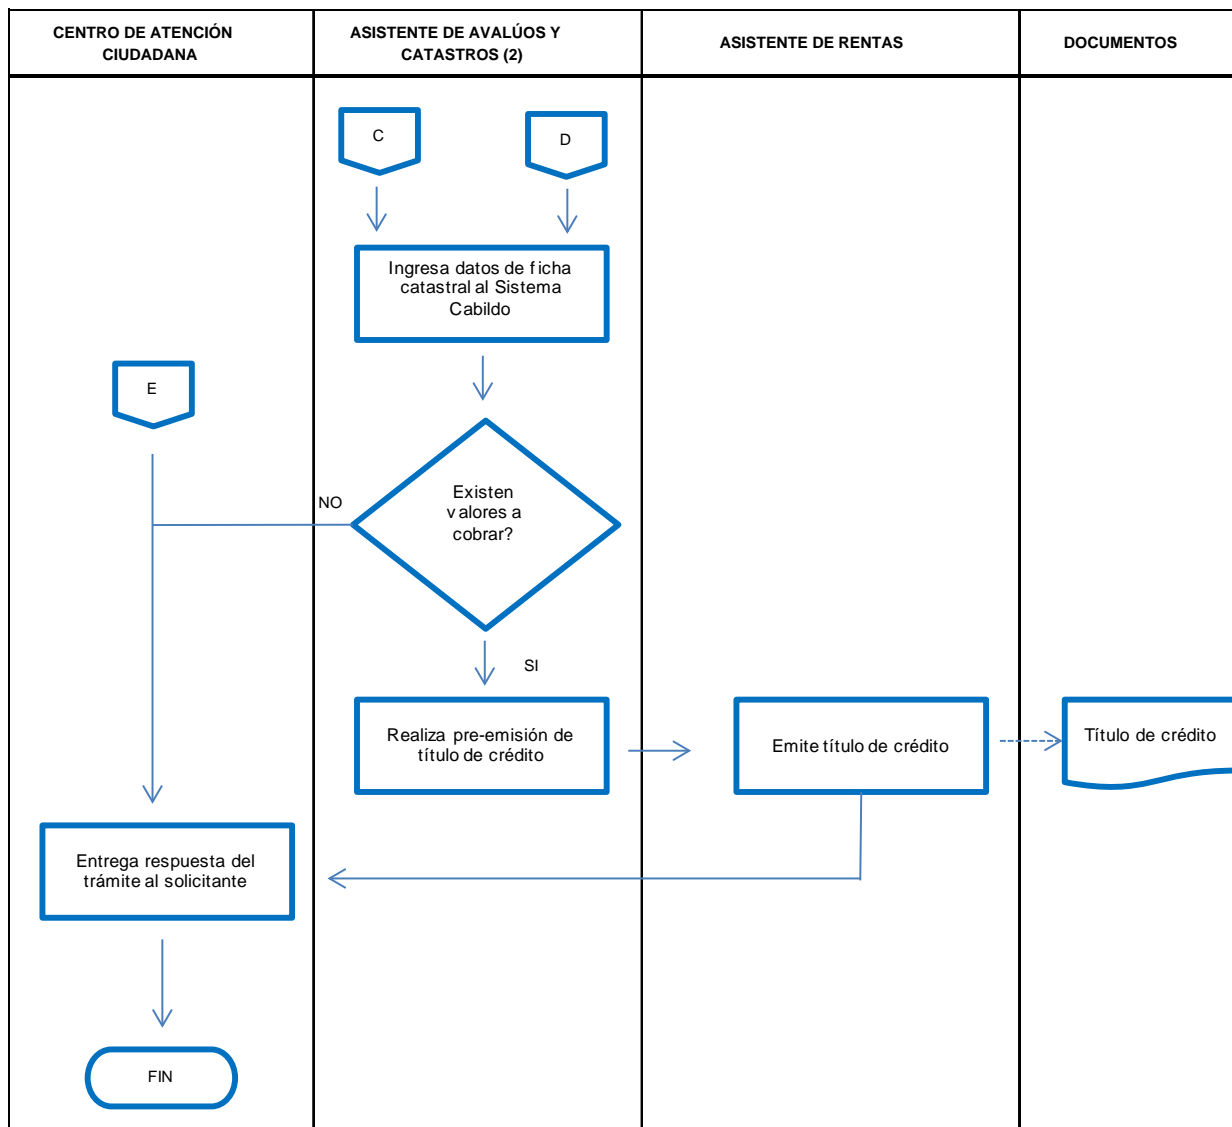 CENTRO DE ATENCIÓN
CIUDADANA
ASISTENTE DE AVALÚOS Y
CATASTROS (2)
ASISTENTE DE RENTAS
DOCUMENTOS
C
D
Ingresa datos de ficha
catastral al Sistema
Cabildo
E
NO
Existen
valores a
cobrar?
SI
Realiza pre-emisión de
título de crédito
Emite título de crédito
Título de crédito
Entrega respuesta del
trámite al solicitante
FIN